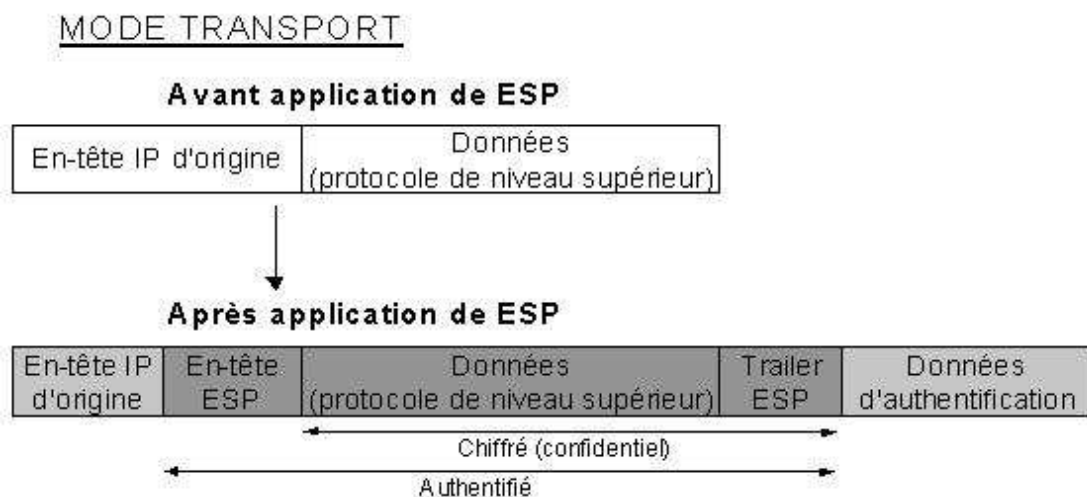 MODE TRANSPORT
Avant application de ESP
En-tête IP d'origine
Données
(protocole de niveau supérieur)
Après application de ESP
En-tête IP
d'origine
En-tête
ESP
Données
(protocole de niveau supérieur)
Trailer
ESP
Données
d'authentification
Chiffré (confidentiel)
Authentifié